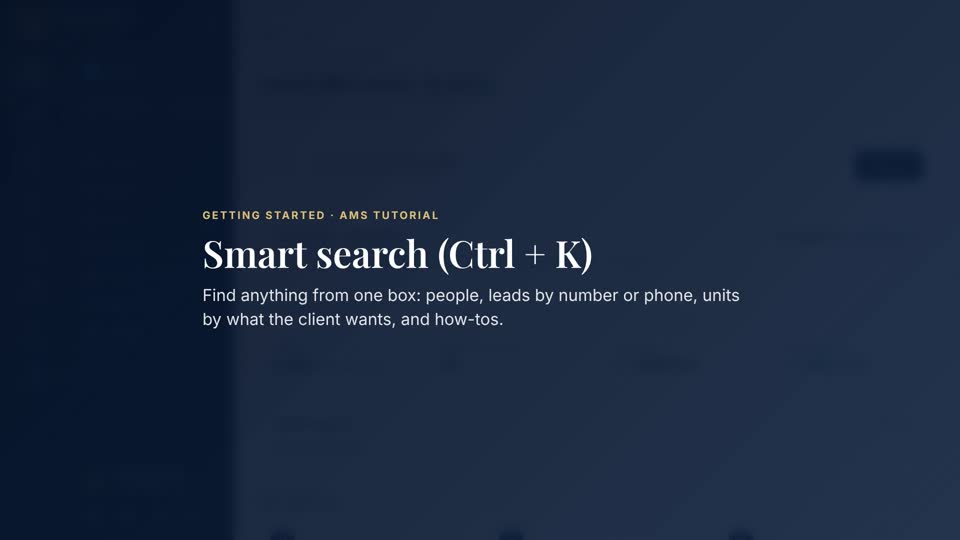 GETTING STARTED · AMS TUTORIAL
Smart search (Ctrl + K)
Find anything from one box: people, leads by number or phone, units
by what the client wants, and how-tos.